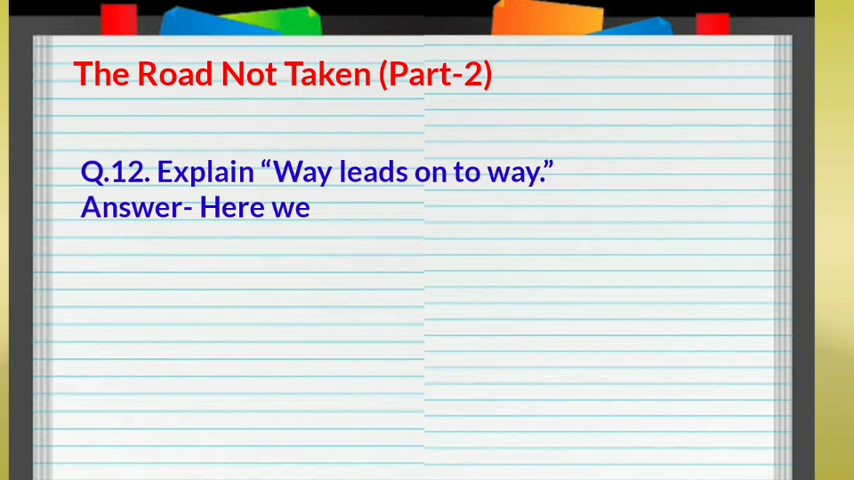 The Road Not Taken (Part-2)
Q.12. Explain “Way leads on to way.”
Answer- Here we